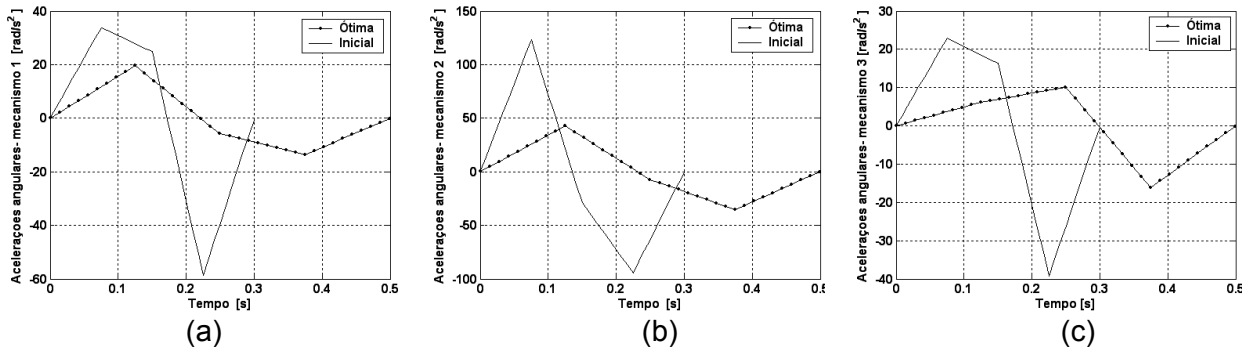 Acelerações angulares- mecanismo 1 [rad/s²]
40
20
0
-20
-40
-60
0
0.1
0.2
0.3
0.4
0.5
Tempo [s]
Ótima
Inicial
(a)
Acelerações angulares- mecanismo 2 [rad/s²]
150
100
50
0
-50
-100
0
0.1
0.2
0.3
0.4
0.5
Tempo [s]
Ótima
Inicial
(b)
Acelerações angulares- mecanismo 3 [rad/s²]
30
20
10
0
-10
-20
-30
-40
0
0.1
0.2
0.3
0.4
0.5
Tempo [s]
Ótima
Inicial
(c)